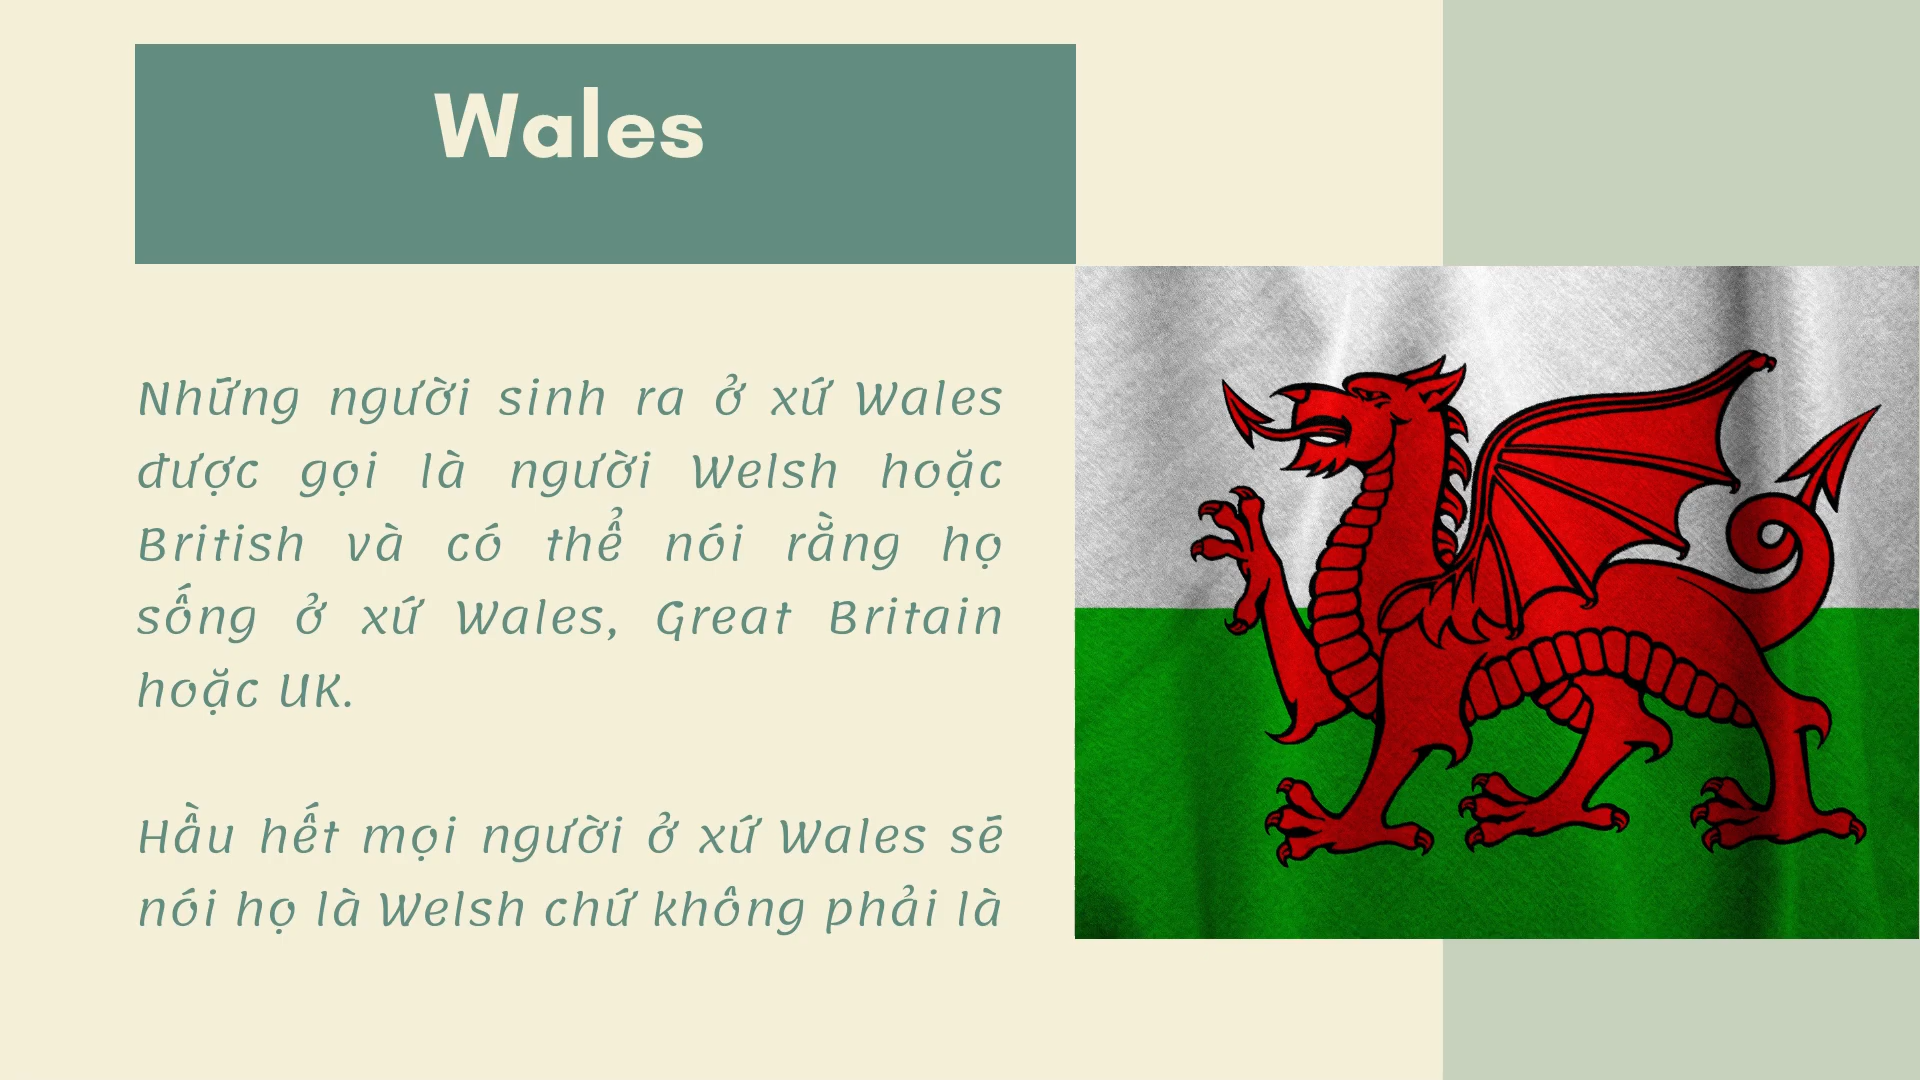 Wales
Những người sinh ra ở xứ Wales
được gọi là người Welsh hoặc
British và có thể nói rằng họ
sống ở xứ Wales, Great Britain
hoặc UK.
Hầu hết mọi người ở xứ Wales sẽ
nói họ là Welsh chứ không phải là